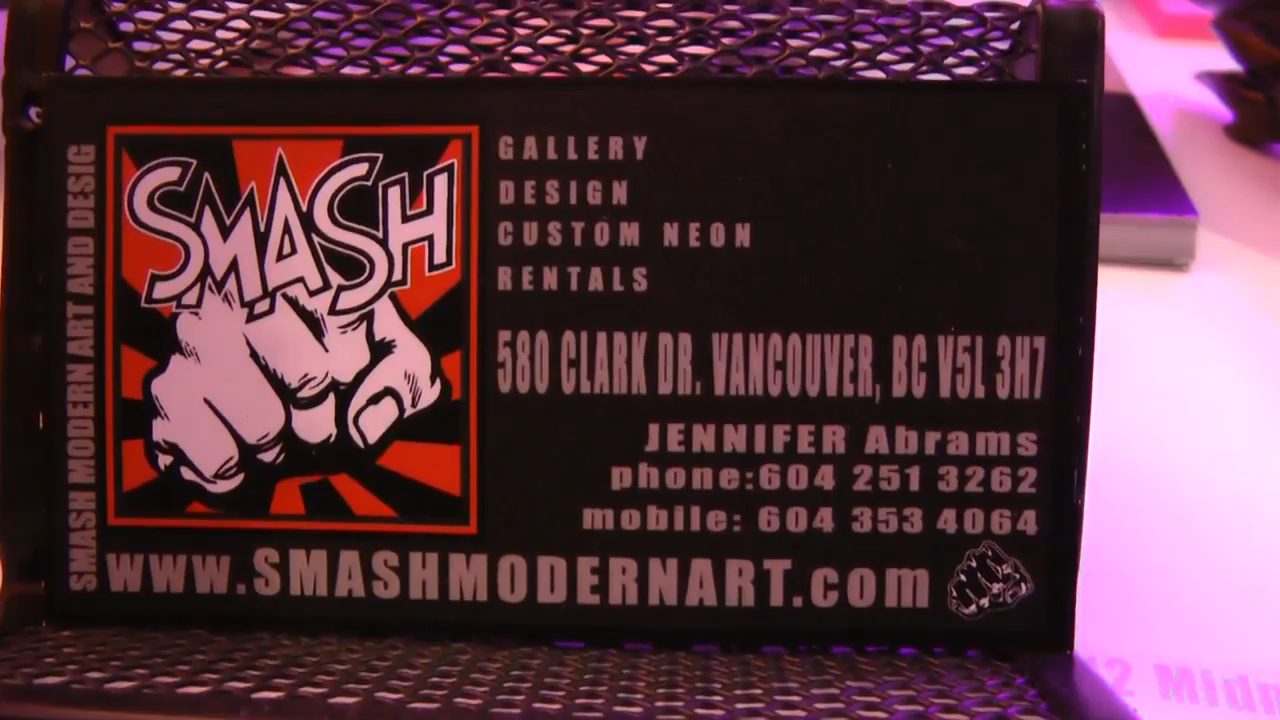 SMASH MODERN ART AND DESIG
SMASH
GALLERY
DESIGN
CUSTOM NEON
RENTALS
580 CLARK DR. VANCOUVER, BC V5L 3H7
JENNIFER Abrams
phone:604 251 3262
mobile: 604 353 4064
www.SMASHMODERNART.com